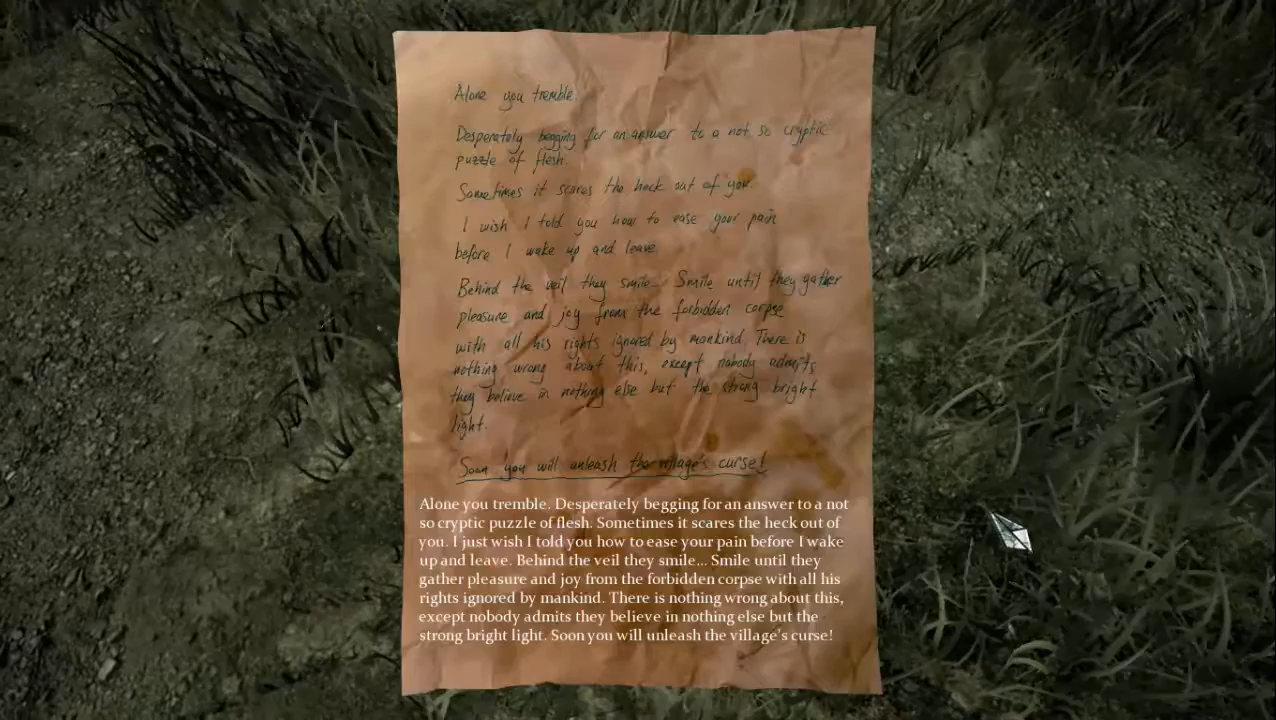 Alone you tremble.
Desperately begging for an answer to a not so cryptic
puzzle of flesh.
Sometimes it scares the heck out of you.
I wish I told you how to ease your pain
before I wake up and leave
Behind the veil they smile... Smile until they gather
pleasure and joy from the forbidden corpse
with all his rights ignored by mankind. There is
nothing wrong about this, except nobody admits
they believe in nothing else but the strong bright
light.
Soon you will unleash the village's curse!
Alone you tremble. Desperately begging for an answer to a not
so cryptic puzzle of flesh. Sometimes it scares the heck out of
you. I just wish I told you how to ease your pain before I wake
up and leave. Behind the veil they smile... Smile until they
gather pleasure and joy from the forbidden corpse with all his
rights ignored by mankind. There is nothing wrong about this,
except nobody admits they believe in nothing else but the
strong bright light. Soon you will unleash the village's curse!